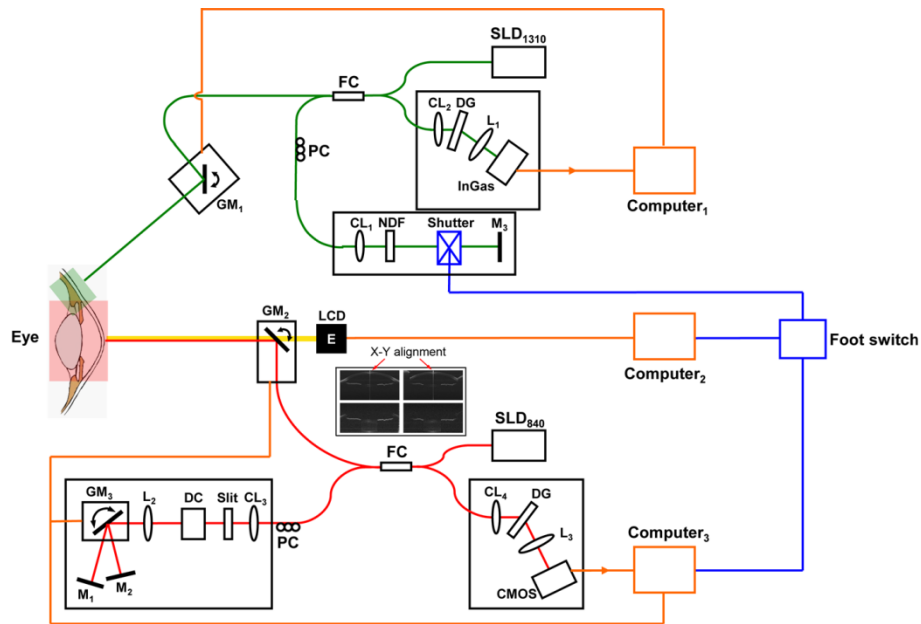 SLD1310
FC
CL2 DG
L1
PC
InGas
GM1
Computer1
CL1 NDF Shutter M3
GM2
LCD
E
Eye
X-Y alignment
Computer2
Foot switch
SLD840
FC
GM3
L2 DC Slit CL3
CL4
DG
L3
Computer3
PC
M1 M2
CMOS